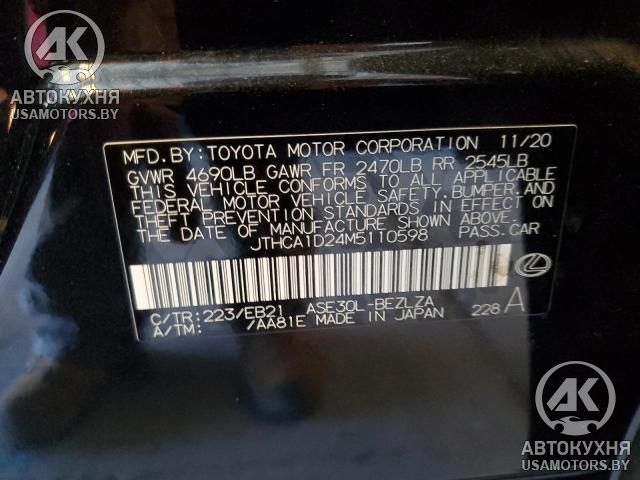 АК
АВТОКУХНЯ
USAMOTORS.BY
MFD.BY:TOYOTA MOTOR CORPORATION 11/20
GVWR 4690LB GAWR FR 2470LB RR 2545LB
THIS VEHICLE CONFORMS TO ALL APPLICABLE
FEDERAL MOTOR VEHICLE SAFETY,BUMPER,AND
THEFT PREVENTION STANDARDS IN EFFECT ON
THE DATE OF MANUFACTURE SHOWN ABOVE.
JTHCA1D24M5110598 PASS.CAR
C/TR:223/EB21 ASE30L-BEZLZA
A/TM: /AA81E MADE IN JAPAN 228 A
АК
АВТОКУХНЯ
USAMOTORS.BY